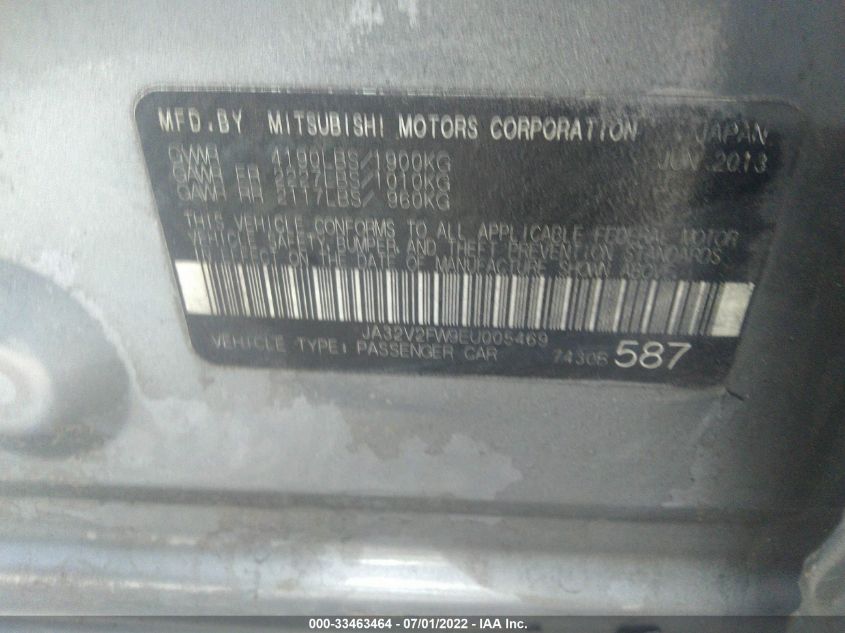 MFD.BY MITSUBISHI MOTORS CORPORATION JAPAN
GVWR 4190LBS/1900KG JUN.2013
GAWR FR 2227LBS/1010KG
GAWR RR 2117LBS/ 960KG
THIS VEHICLE CONFORMS TO ALL APPLICABLE FEDERAL MOTOR
VEHICLE SAFETY, BUMPER, AND THEFT PREVENTION STANDARDS
IN EFFECT ON THE DATE OF MANUFACTURE SHOWN ABOVE.
JA32V2FW9EU005469
VEHICLE TYPE: PASSENGER CAR 74306 587
000-33463464 - 07/01/2022 - IAA Inc.